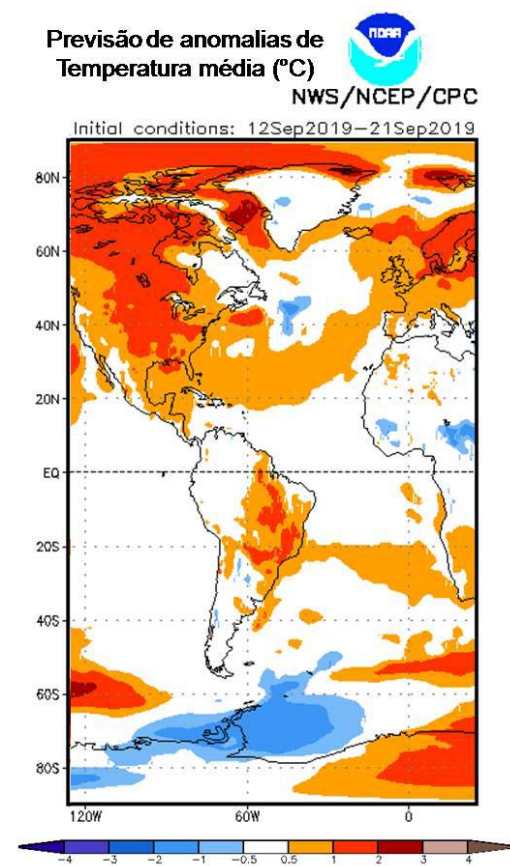 Previsão de anomalias de
Temperatura média (°C)
NOAA
NWS/NCEP/CPC
Initial conditions: 12Sep2019–21Sep2019
80N
60N
40N
20N
EQ
20S
40S
60S
80S
120W 60W 0
-4 -3 -2 -1 -0.5 0.5 1 2 3 4